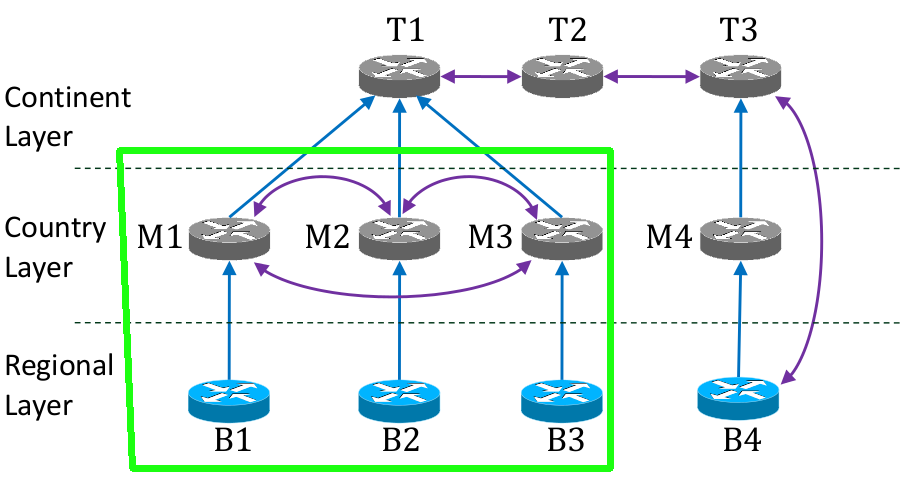 T1 T2 T3
Continent
Layer
Country
Layer
M1 M2 M3 M4
Regional
Layer
B1 B2 B3 B4